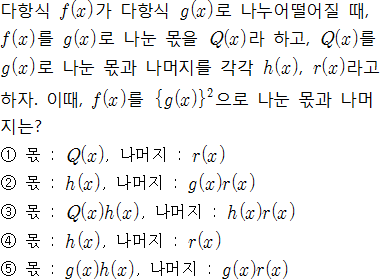 다항식 f(x)가 다항식 g(x)로 나누어떨어질 때,
f(x)를 g(x)로 나눈 몫을 Q(x)라 하고, Q(x)를
g(x)로 나눈 몫과 나머지를 각각 h(x), r(x)라고
하자. 이때, f(x)를 {g(x)}²으로 나눈 몫과 나머
지는?
① 몫 : Q(x), 나머지 : r(x)
② 몫 : h(x), 나머지 : g(x)r(x)
③ 몫 : Q(x)h(x), 나머지 : h(x)r(x)
④ 몫 : h(x), 나머지 : r(x)
⑤ 몫 : g(x)h(x), 나머지 : g(x)r(x)